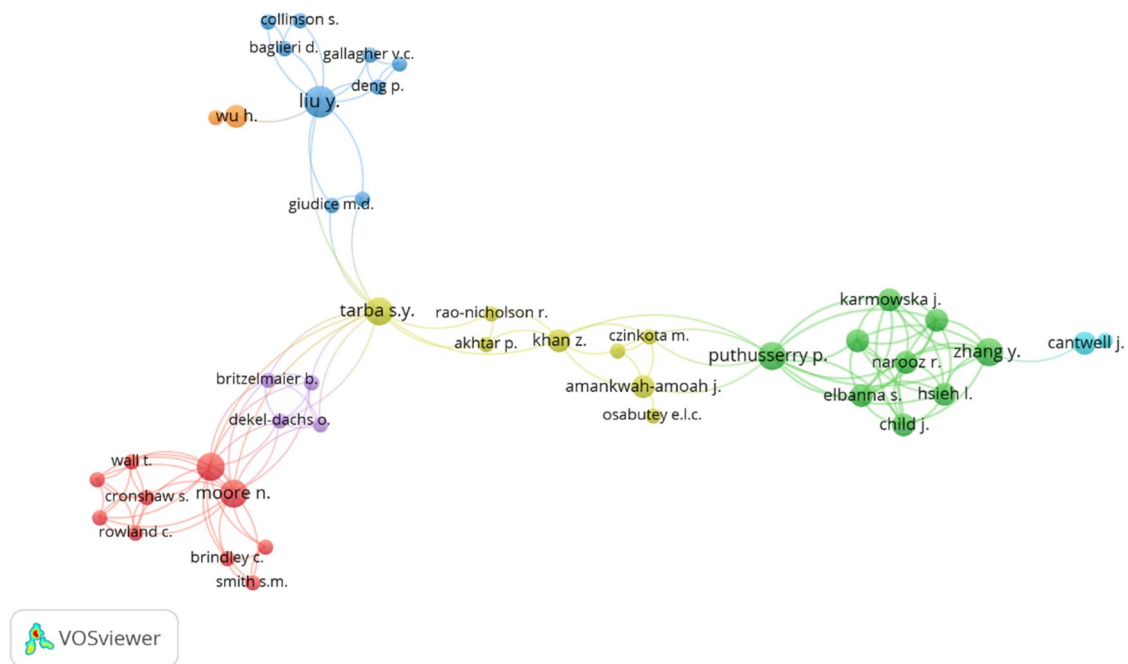 collinson s.
baglieri d.
gallagher v.c.
deng p.
liu y.
wu h.
giudice m.d.
tarba s.y.
rao-nicholson r.
akhtar p.
khan z.
czinkota m.
amankwah-amoah j.
osabutey e.l.c.
puthusserry p.
karmowska j.
zhang y.
narooz r.
elbanna s.
hsieh l.
child j.
cantwell j.
britzelmaier b.
dekel-dachs o.
wall t.
cronshaw s.
moore n.
rowland c.
brindley c.
smith s.m.
VOSviewer